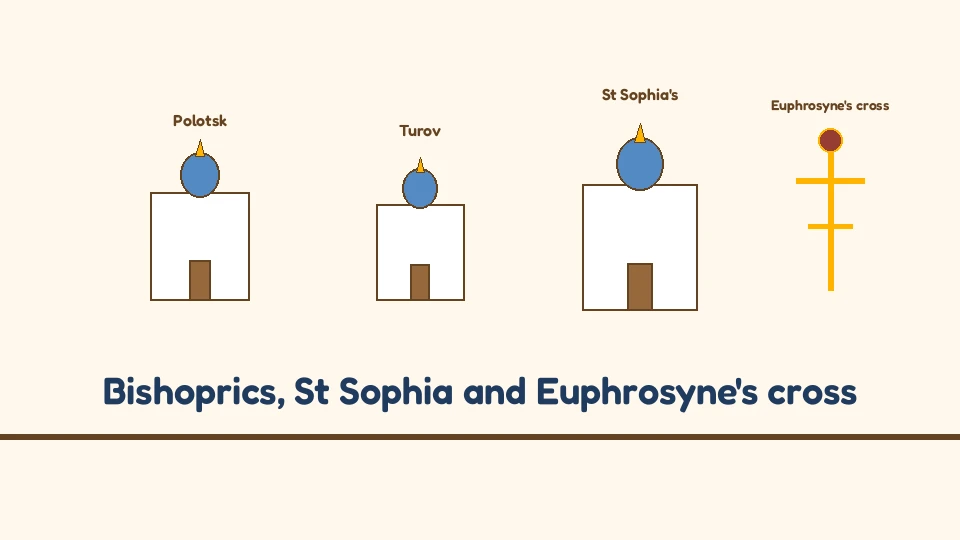 Polotsk
Turov
St Sophia's
Euphrosyne's cross
Bishoprics, St Sophia and Euphrosyne's cross